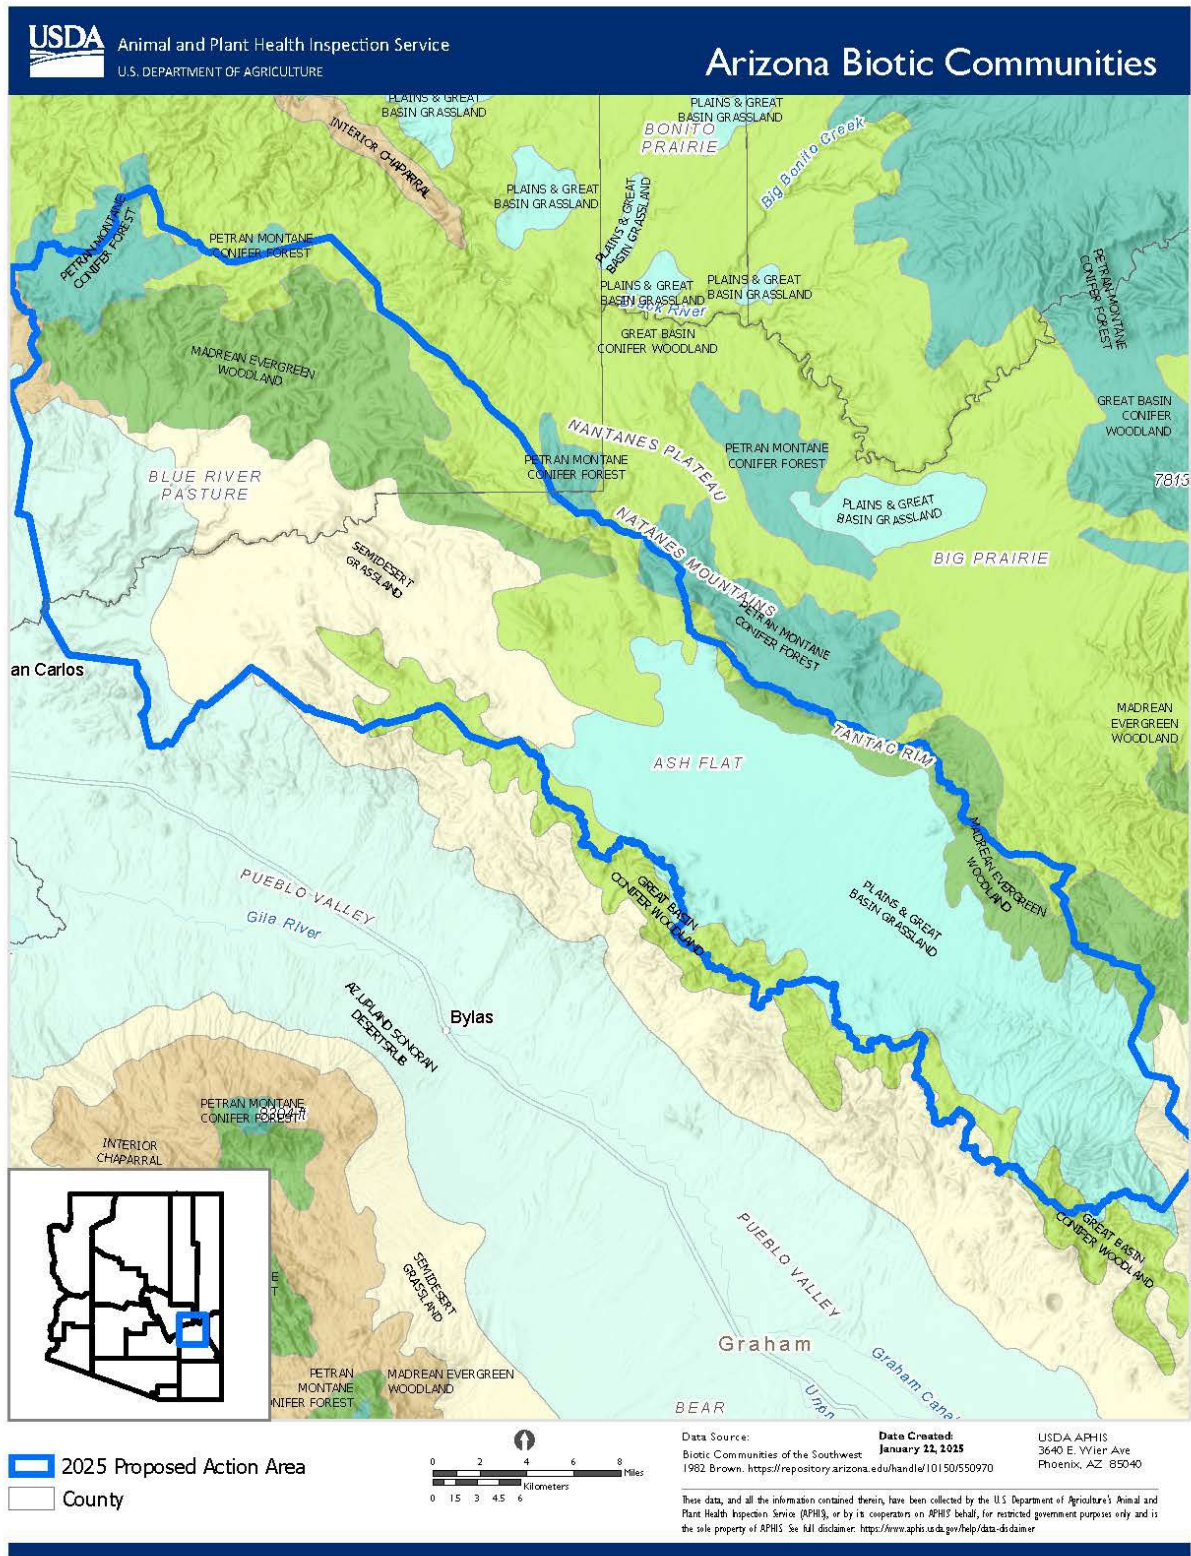 USDA
Animal and Plant Health Inspection Service
U.S. DEPARTMENT OF AGRICULTURE
Arizona Biotic Communities
PLAINS & GREAT
BASIN GRASSLAND
PLAINS & GREAT
BASIN GRASSLAND
BONITO
PRAIRIE
INTERIOR CHAPARRAL
Big Bonito Creek
PLAINS & GREAT
BASIN GRASSLAND
PLAINS & GREAT
BASIN GRASSLAND
PETRAN MONTANE
CONIFER FOREST
PETRAN MONTANE
CONIFER FOREST
PETRAN MONTANE
CONIFER FOREST
PLAINS & GREAT
BASIN GRASSLAND
PLAINS & GREAT
BASIN GRASSLAND
Black River
GREAT BASIN
CONIFER WOODLAND
MADREAN EVERGREEN
WOODLAND
GREAT BASIN
CONIFER
WOODLAND
NANTANES PLATEAU
PETRAN MONTANE
CONIFER FOREST
PETRAN MONTANE
CONIFER FOREST
BLUE RIVER
PASTURE
7813
PLAINS & GREAT
BASIN GRASSLAND
NATANES MOUNTAINS
BIG PRAIRIE
SEMIDESERT
GRASSLAND
PETRAN MONTANE
CONIFER FOREST
an Carlos
MADREAN
EVERGREEN
WOODLAND
TANTAC RIM
ASH FLAT
MADREAN EVERGREEN
WOODLAND
PUEBLO VALLEY
Gila River
GREAT BASIN
CONIFER WOODLAND
PLAINS & GREAT
BASIN GRASSLAND
AZ.UPLAND SONORAN
DESERTSRUB
Bylas
PETRAN MONTANE
CONIFER FOREST
8304 ft
INTERIOR
CHAPARRAL
PUEBLO VALLEY
GREAT BASIN
CONIFER WOODLAND
SEMIDESERT
GRASSLAND
E
T
Graham
Graham Canal
Union
PETRAN
MONTANE
ONIFER FOREST
MADREAN EVERGREEN
WOODLAND
BEAR
2025 Proposed Action Area
County
0 2 4 6 8
Miles
Kilometers
0 1.5 3 4.5 6
Data Source:
Biotic Communities of the Southwest
1982 Brown. https://repository.arizona.edu/handle/10150/550970
Date Created:
January 22, 2025
USDA APHIS
3640 E. Wier Ave
Phoenix, AZ 85040
These data, and all the information contained therein, have been collected by the U.S. Department of Agriculture's Animal and
Plant Health Inspection Service (APHIS), or by its cooperators on APHIS' behalf, for restricted government purposes only and is
the sole property of APHIS. See full disclaimer: https://www.aphis.usda.gov/help/data-disclaimer